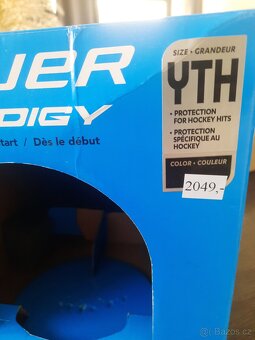 UER
SIZE • GRANDEUR
YTH
DIGY
• PROTECTION
FOR HOCKEY HITS
• PROTECTION
SPÉCIFIQUE AU
HOCKEY
tart / Dès le début
COLOR • COULEUR
2049,-
Sbazos.cz